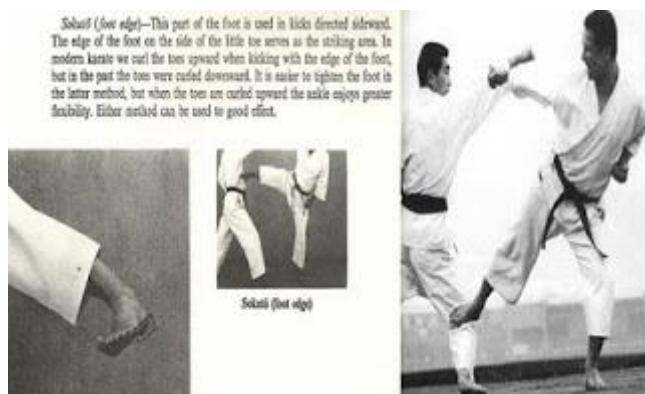 Sokutō (foot edge)—This part of the foot is used in kicks directed sideward.
The edge of the foot on the side of the little toe serves as the striking area. In
modern karate we curl the toes upward when kicking with the edge of the foot,
but in the past the toes were curled downward. It is easier to tighten the foot in
the latter method, but when the toes are curled upward the ankle enjoys greater
flexibility. Either method can be used to good effect.
Sokutō (foot edge)